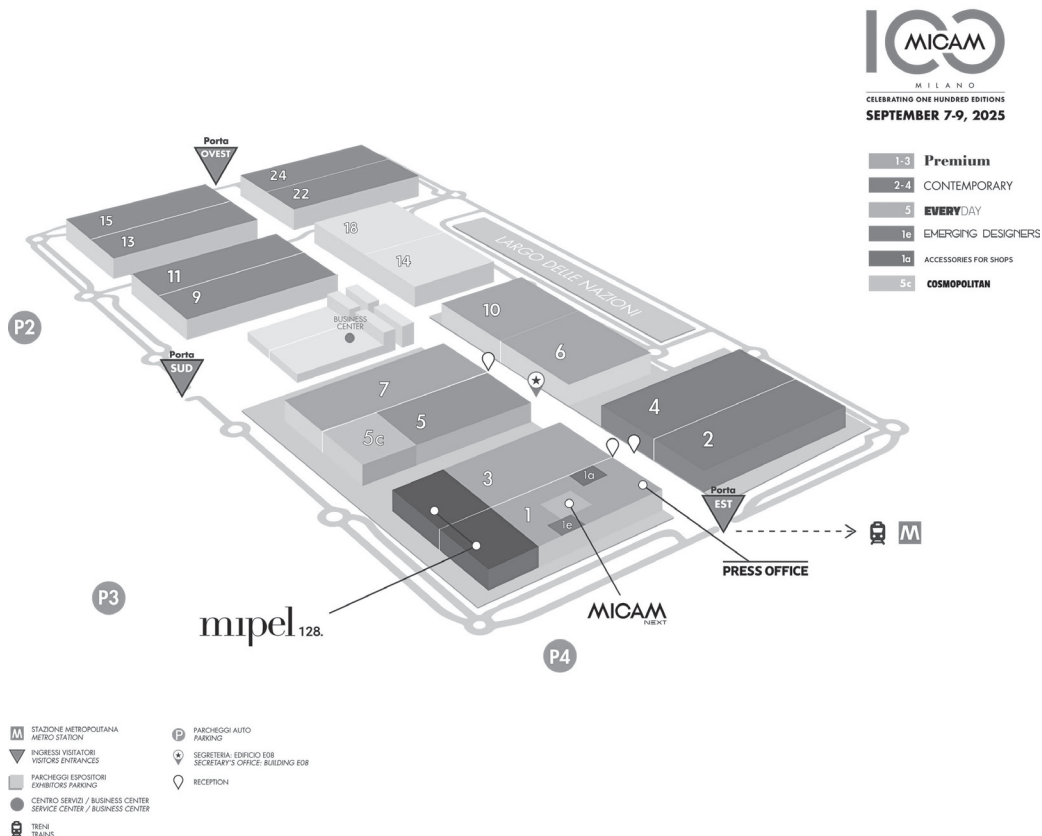 100
MICAM
MILANO
CELEBRATING ONE HUNDRED EDITIONS
SEPTEMBER 7-9, 2025
1-3 Premium
2-4 CONTEMPORARY
5 EVERYDAY
1e EMERGING DESIGNERS
1a ACCESSORIES FOR SHOPS
5c COSMOPOLITAN
Porta
OVEST
24
22
15
13
18
14
LARGO DELLE NAZIONI
11
9
10
6
P2
BUSINESS
CENTER
Porta
SUD
7
5
5c
4
2
3
1a
1
1e
Porta
EST
M
PRESS OFFICE
P3
mipel 128.
MICAM
NEXT
P4
M STAZIONE METROPOLITANA
METRO STATION
INGRESSI VISITATORI
VISITORS ENTRANCES
PARCHEGGI ESPOSITORI
EXHIBITORS PARKING
CENTRO SERVIZI / BUSINESS CENTER
SERVICE CENTER / BUSINESS CENTER
TRENI
TRAINS
P PARCHEGGI AUTO
PARKING
SEGRETERIA: EDIFICIO E08
SECRETARY'S OFFICE: BUILDING E08
RECEPTION